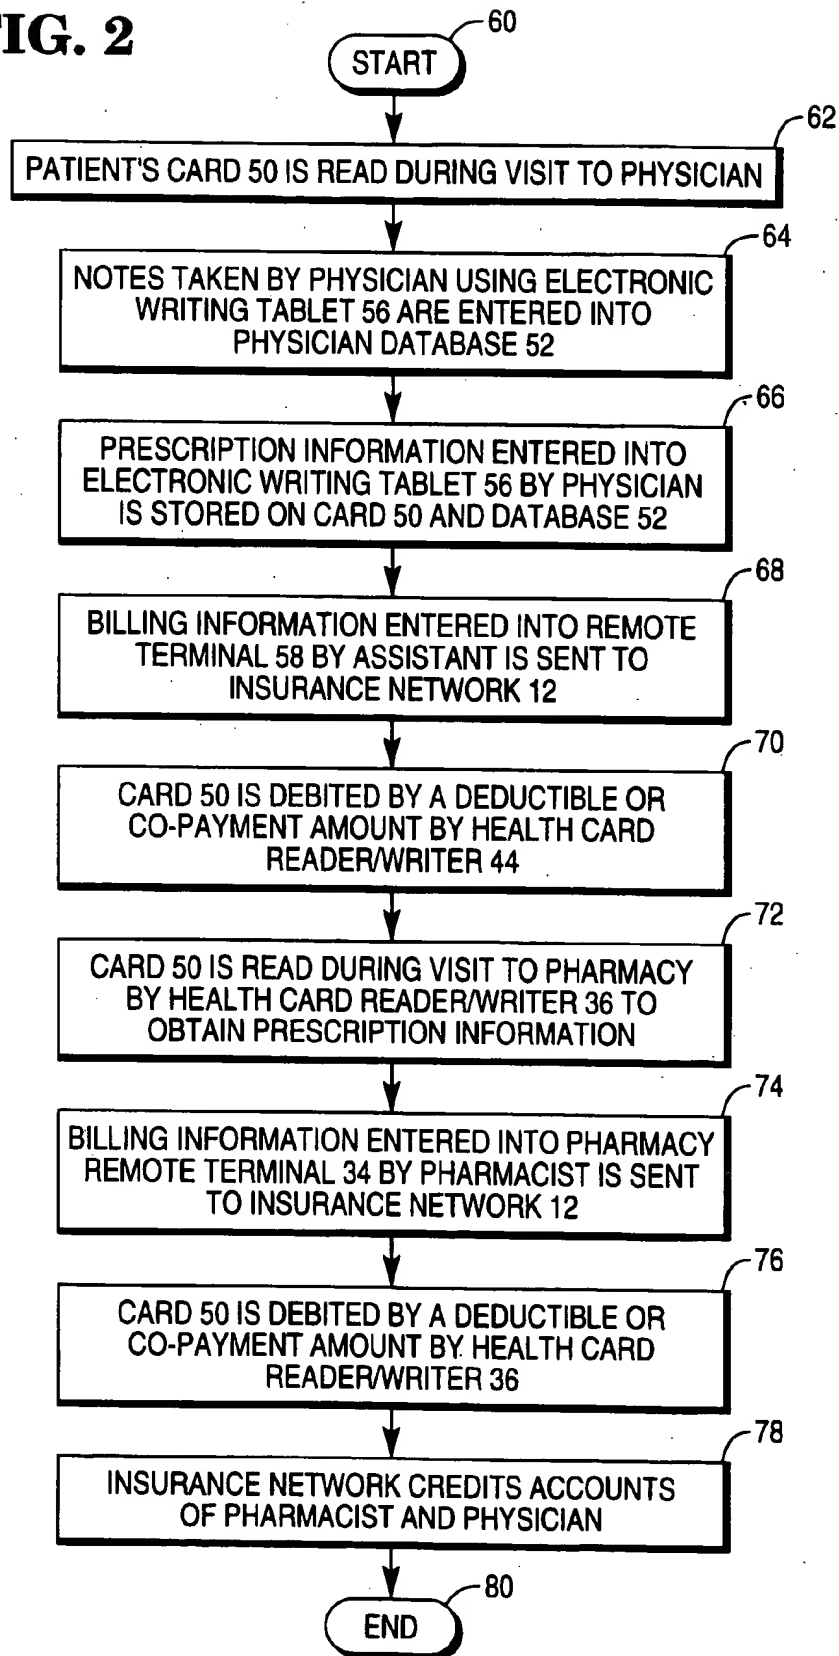 FIG. 2
60
START
62
PATIENT'S CARD 50 IS READ DURING VISIT TO PHYSICIAN
64
NOTES TAKEN BY PHYSICIAN USING ELECTRONIC
WRITING TABLET 56 ARE ENTERED INTO
PHYSICIAN DATABASE 52
66
PRESCRIPTION INFORMATION ENTERED INTO
ELECTRONIC WRITING TABLET 56 BY PHYSICIAN
IS STORED ON CARD 50 AND DATABASE 52
68
BILLING INFORMATION ENTERED INTO REMOTE
TERMINAL 58 BY ASSISTANT IS SENT TO
INSURANCE NETWORK 12
70
CARD 50 IS DEBITED BY A DEDUCTIBLE OR
CO-PAYMENT AMOUNT BY HEALTH CARD
READER/WRITER 44
72
CARD 50 IS READ DURING VISIT TO PHARMACY
BY HEALTH CARD READER/WRITER 36 TO
OBTAIN PRESCRIPTION INFORMATION
74
BILLING INFORMATION ENTERED INTO PHARMACY
REMOTE TERMINAL 34 BY PHARMACIST IS SENT
TO INSURANCE NETWORK 12
76
CARD 50 IS DEBITED BY A DEDUCTIBLE OR
CO-PAYMENT AMOUNT BY HEALTH CARD
READER/WRITER 36
78
INSURANCE NETWORK CREDITS ACCOUNTS
OF PHARMACIST AND PHYSICIAN
80
END